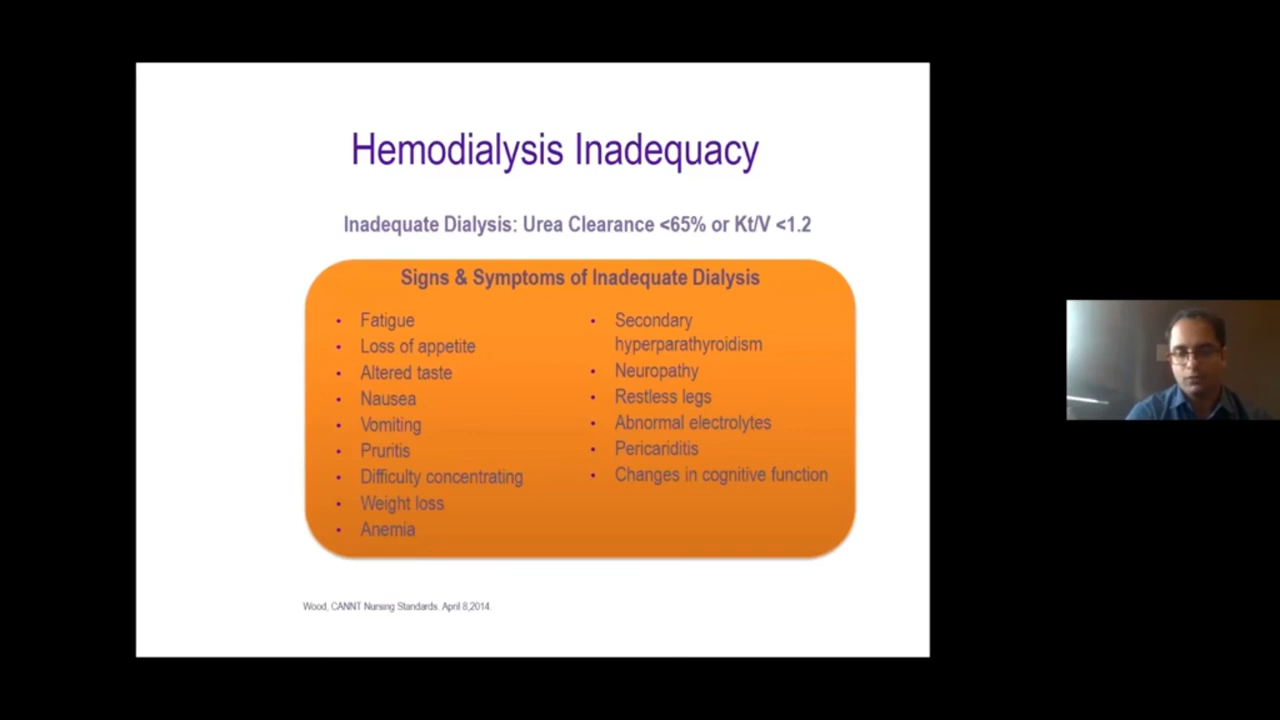 Hemodialysis Inadequacy
Inadequate Dialysis: Urea Clearance <65% or Kt/V <1.2
Signs & Symptoms of Inadequate Dialysis
• Fatigue
• Loss of appetite
• Altered taste
• Nausea
• Vomiting
• Pruritis
• Difficulty concentrating
• Weight loss
• Anemia
• Secondary
hyperparathyroidism
• Neuropathy
• Restless legs
• Abnormal electrolytes
• Pericariditis
• Changes in cognitive function
Wood, CANNT Nursing Standards. April 8,2014.